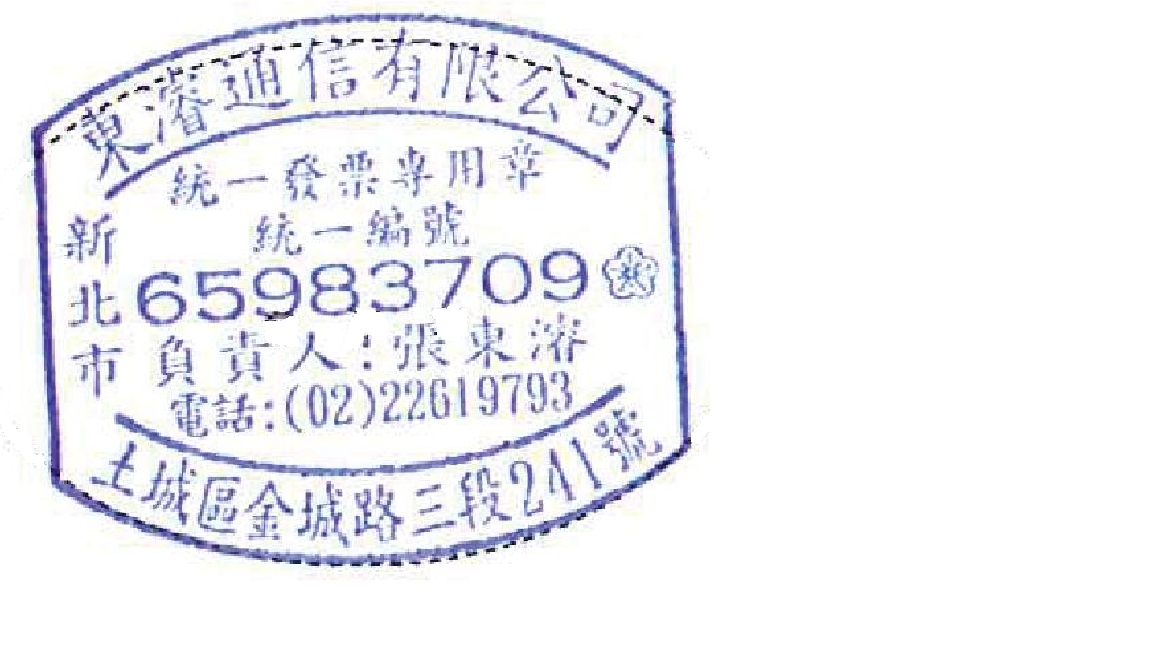 東濬通信有限公司
統一發票專用章
統一編號
65983709
負責人:張東濬
電話:(02)22619793
新北市
土城區金城路三段241號